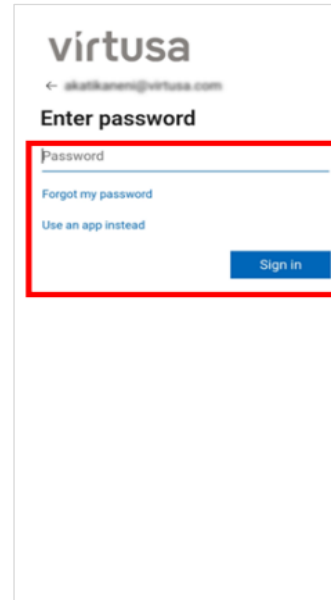 virtusa
←
Enter password
Password
Forgot my password
Use an app instead
Sign in